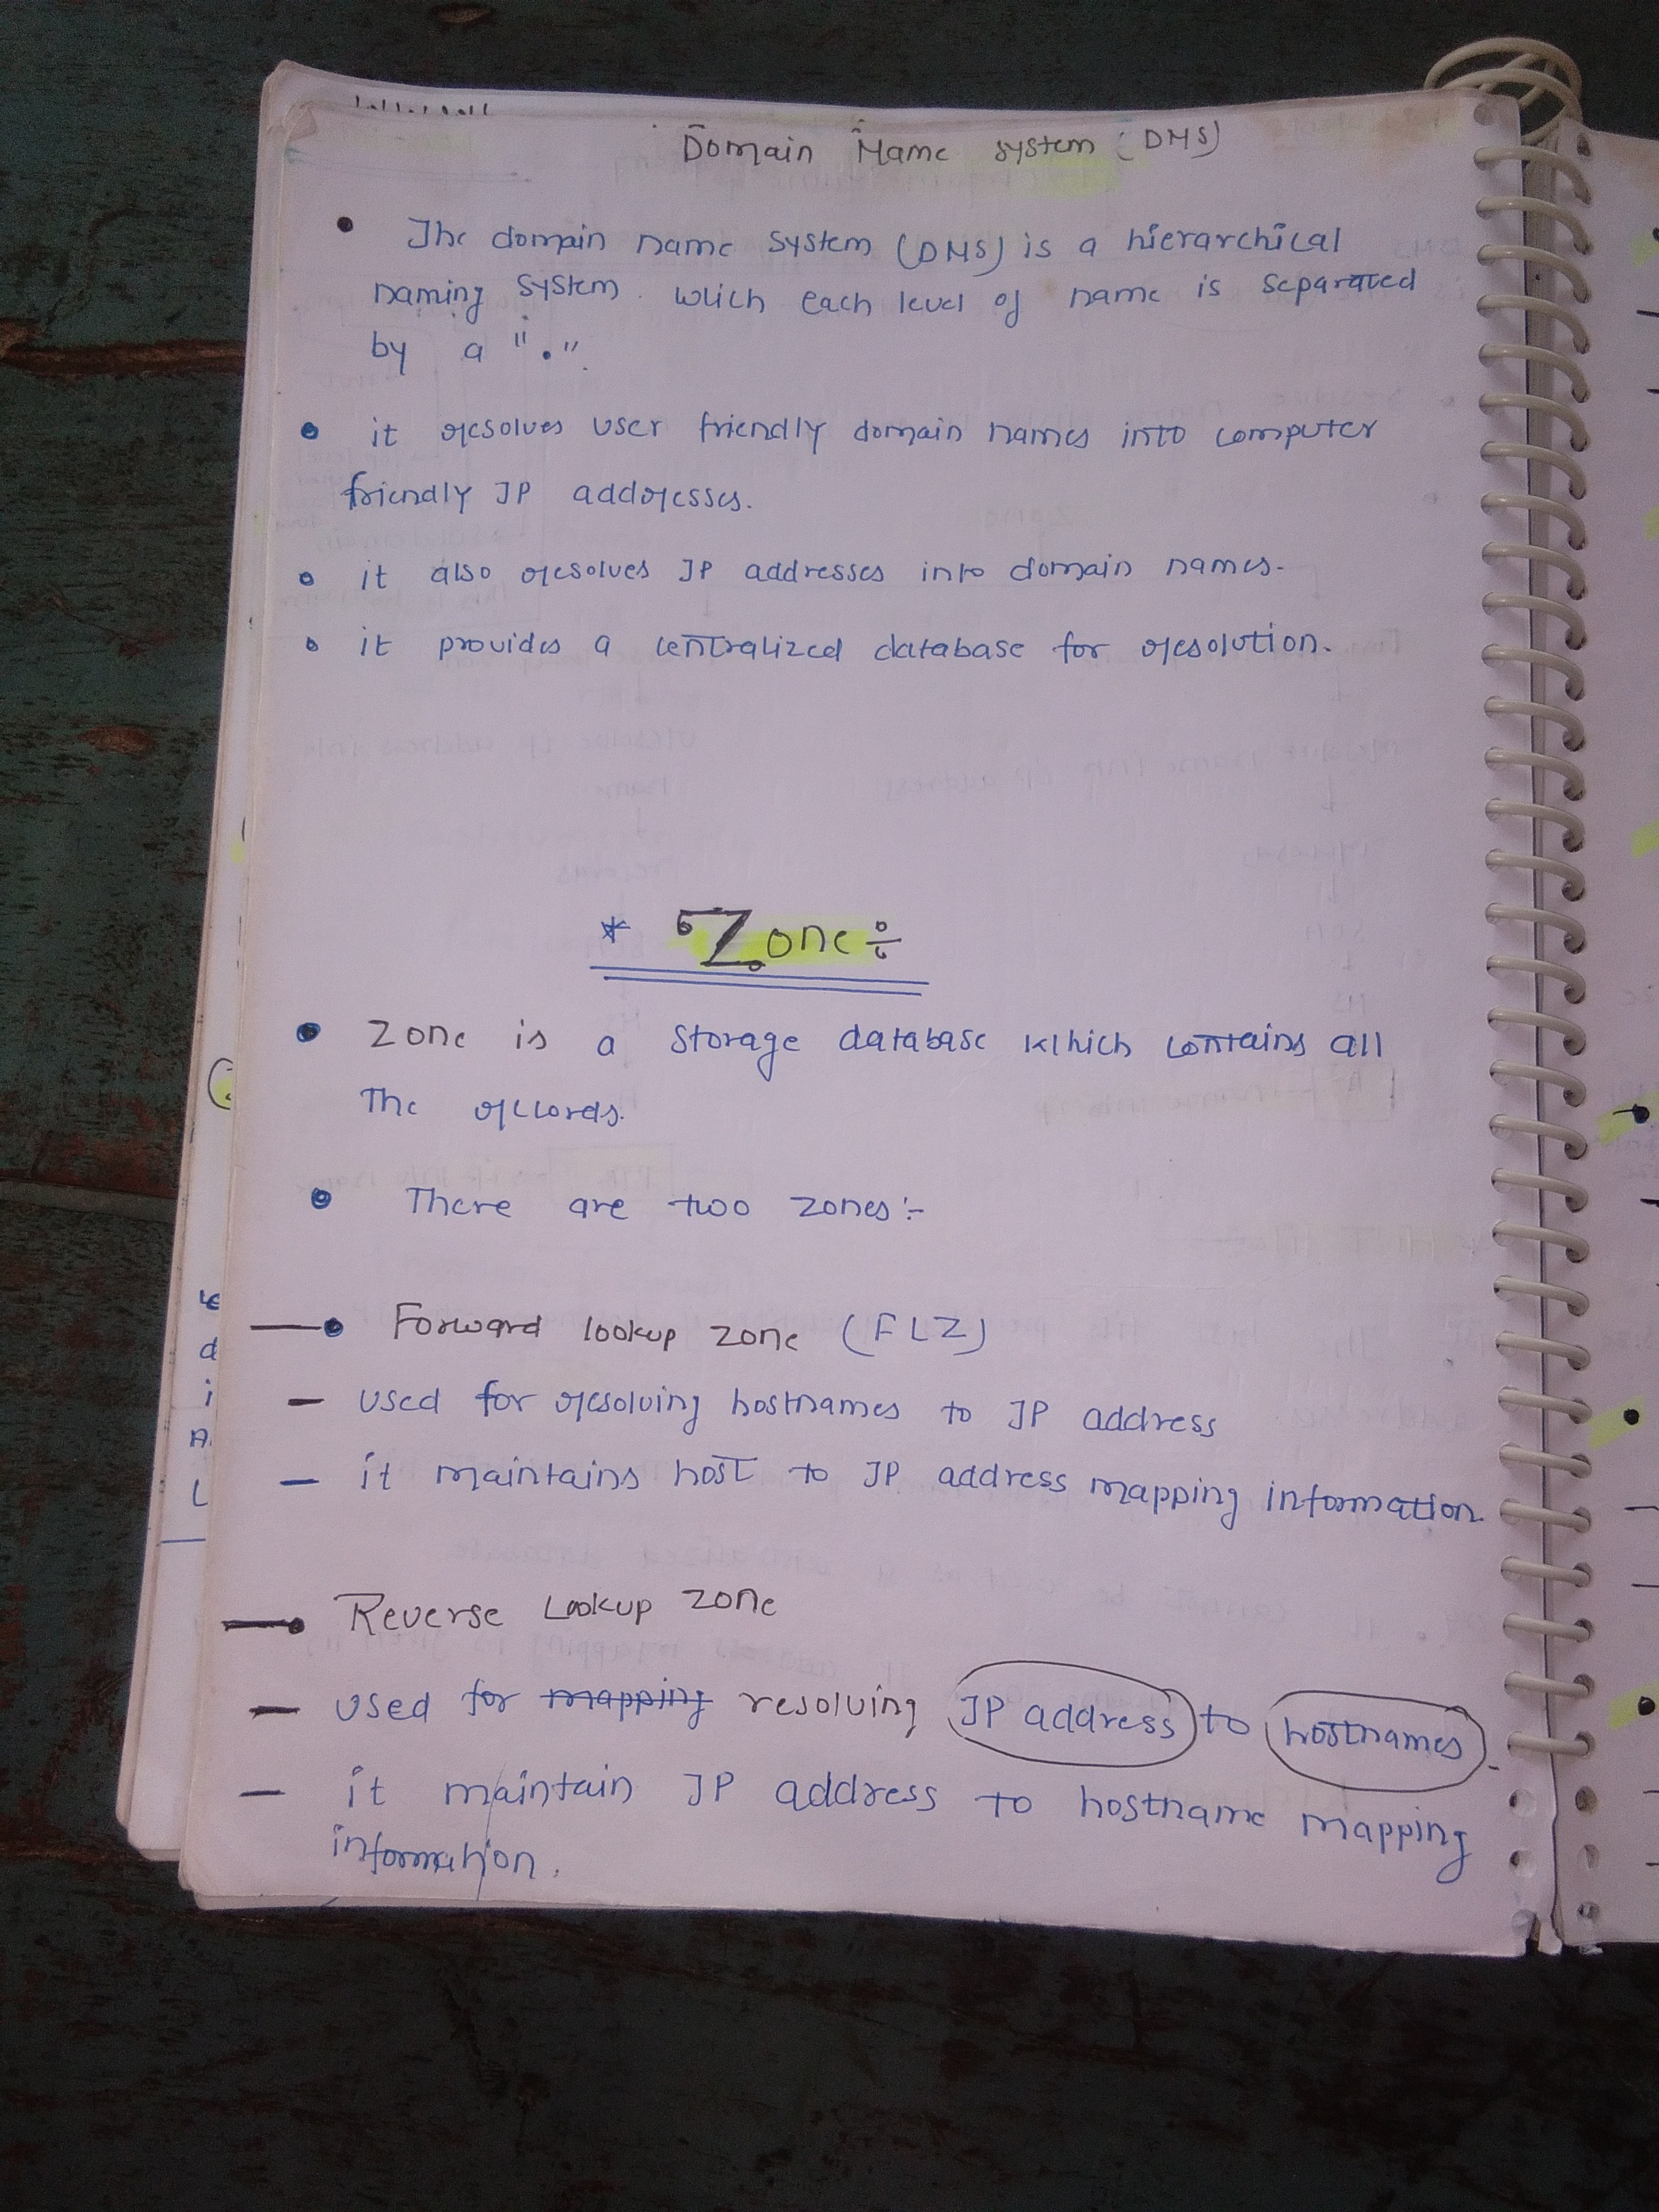 Domain Name system (DNS)
• The domain name system (DNS) is a hierarchical
naming system. which each level of name is separated
by a "."
• it resolves user friendly domain names into computer
friendly IP addresses.
• it also resolves IP addresses into domain names.
• it provides a centralized database for resolution.
* Zone ÷
• Zone is a storage database which contains all
The records.
• There are two zones :-
—• Forward lookup zone (FLZ)
— used for resolving hostnames to IP address
— it maintains host to IP address mapping information.
—• Reverse Lookup zone
— used for mapping resolving IP address to hostnames.
— it maintain IP address to hostname mapping
information.